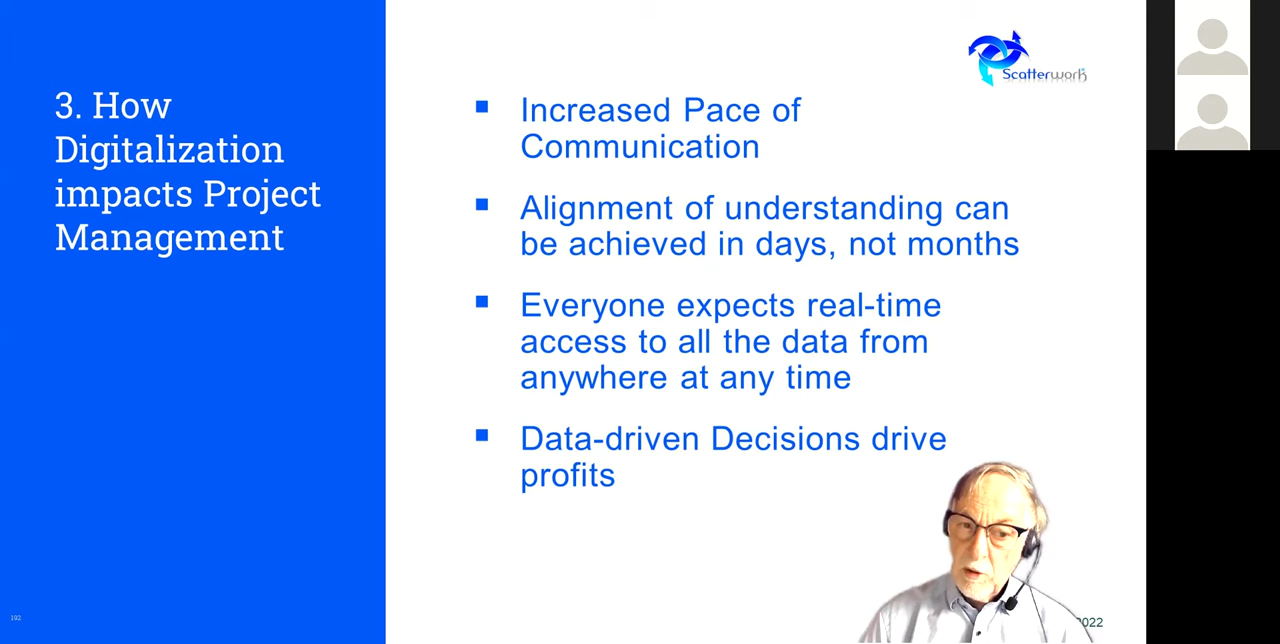 3. How
Digitalization
impacts Project
Management
Scatterwork
Increased Pace of
Communication
Alignment of understanding can
be achieved in days, not months
Everyone expects real-time
access to all the data from
anywhere at any time
Data-driven Decisions drive
profits
192
2022